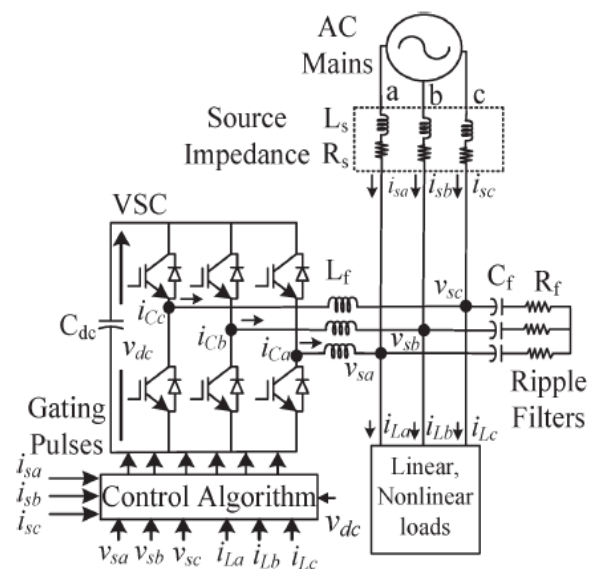 AC
Mains
a b c
Source
Impedance
Ls
Rs
isa isb isc
VSC
Lf
Cf Rf
vsc
iCc
iCb
iCa
vsb
vsa
Cdc
vdc
Ripple
Filters
Gating
Pulses
iLa iLb iLc
Linear,
Nonlinear
loads
isa
isb
isc
Control Algorithm
vdc
vsa vsb vsc iLa iLb iLc